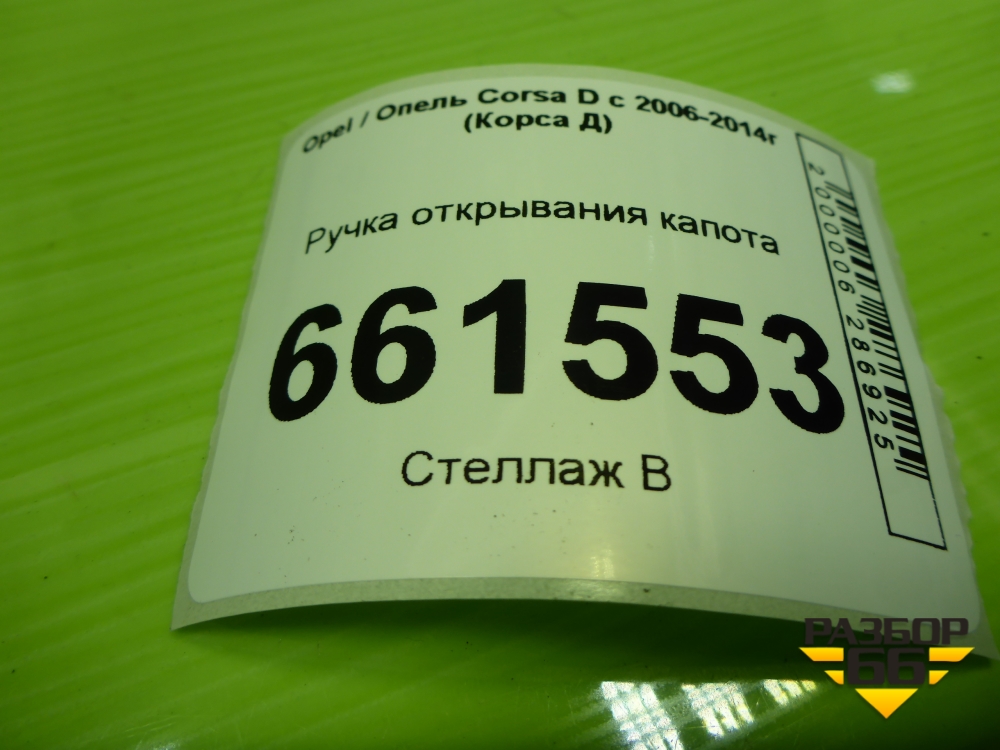 Opel / Опель Corsa D с 2006-2014г
(Корса Д)
Ручка открывания капота
661553
Стеллаж В
2000006286925
РАЗБОР
66